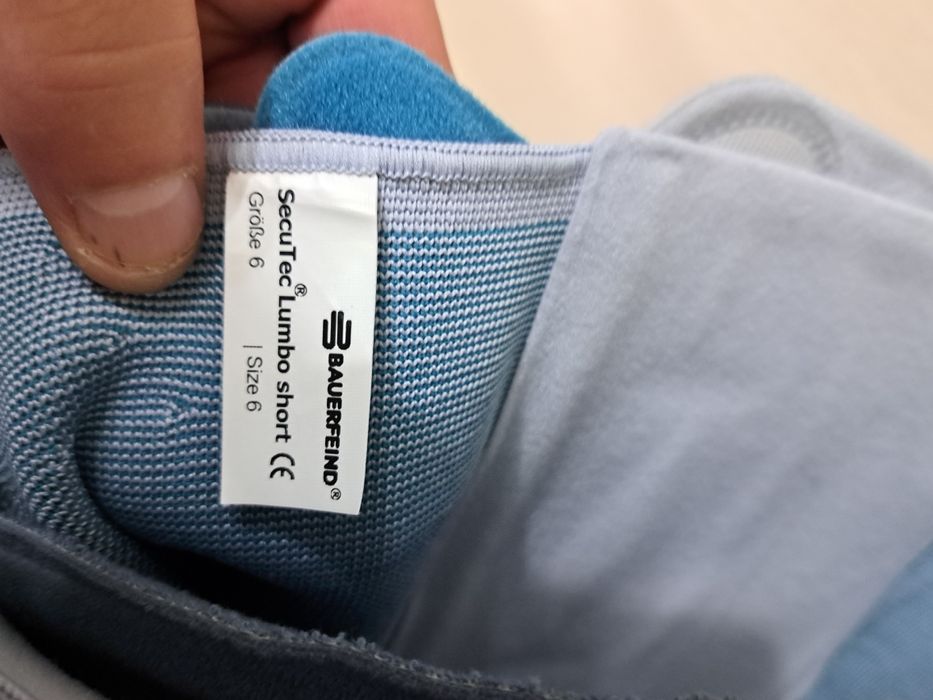 BAUERFEIND®
SecuTec® Lumbo short CE
Größe 6 | Size 6